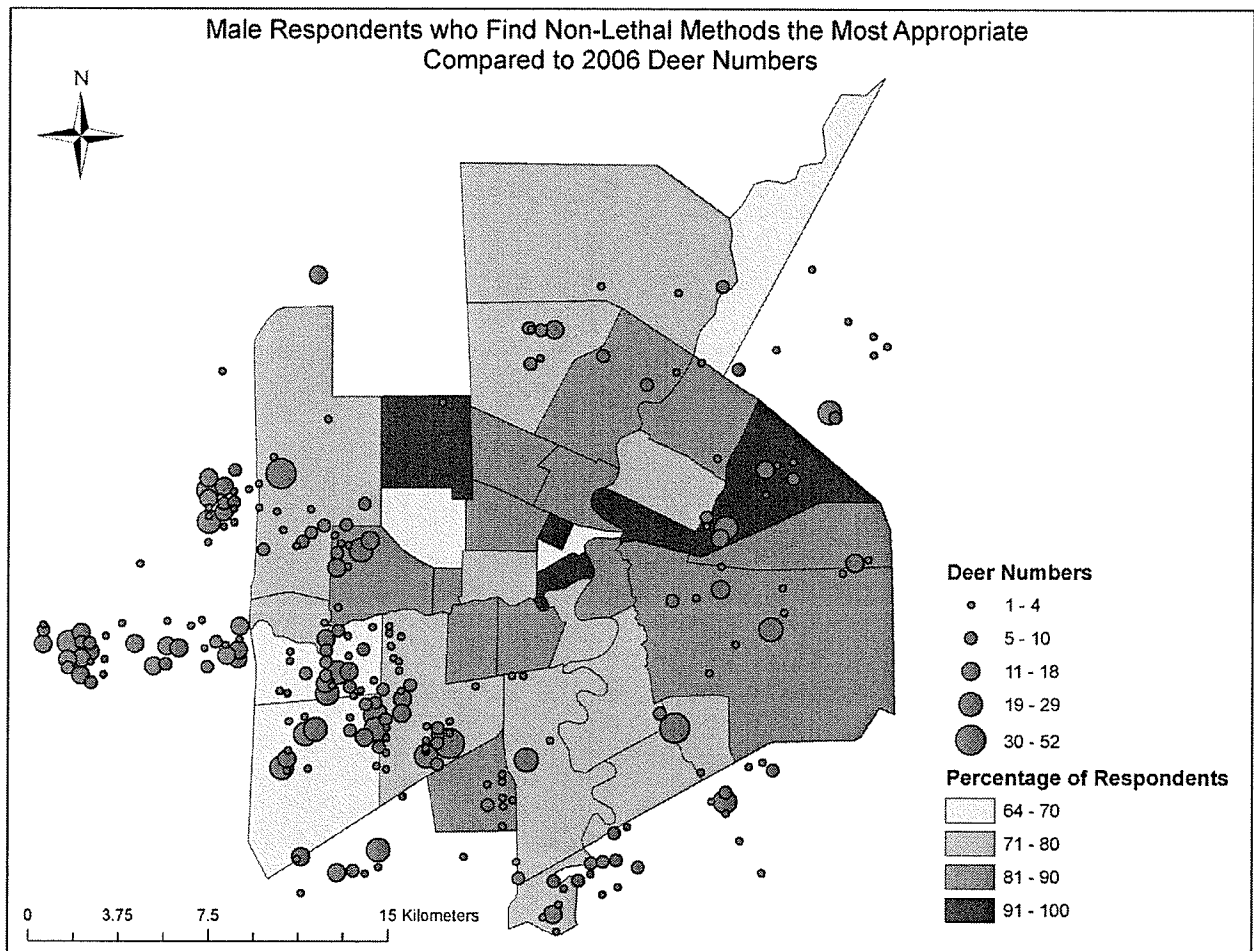 Male Respondents who Find Non-Lethal Methods the Most Appropriate
Compared to 2006 Deer Numbers
N
Deer Numbers
1 - 4
5 - 10
11 - 18
19 - 29
30 - 52
Percentage of Respondents
64 - 70
71 - 80
81 - 90
91 - 100
0 3.75 7.5 15 Kilometers